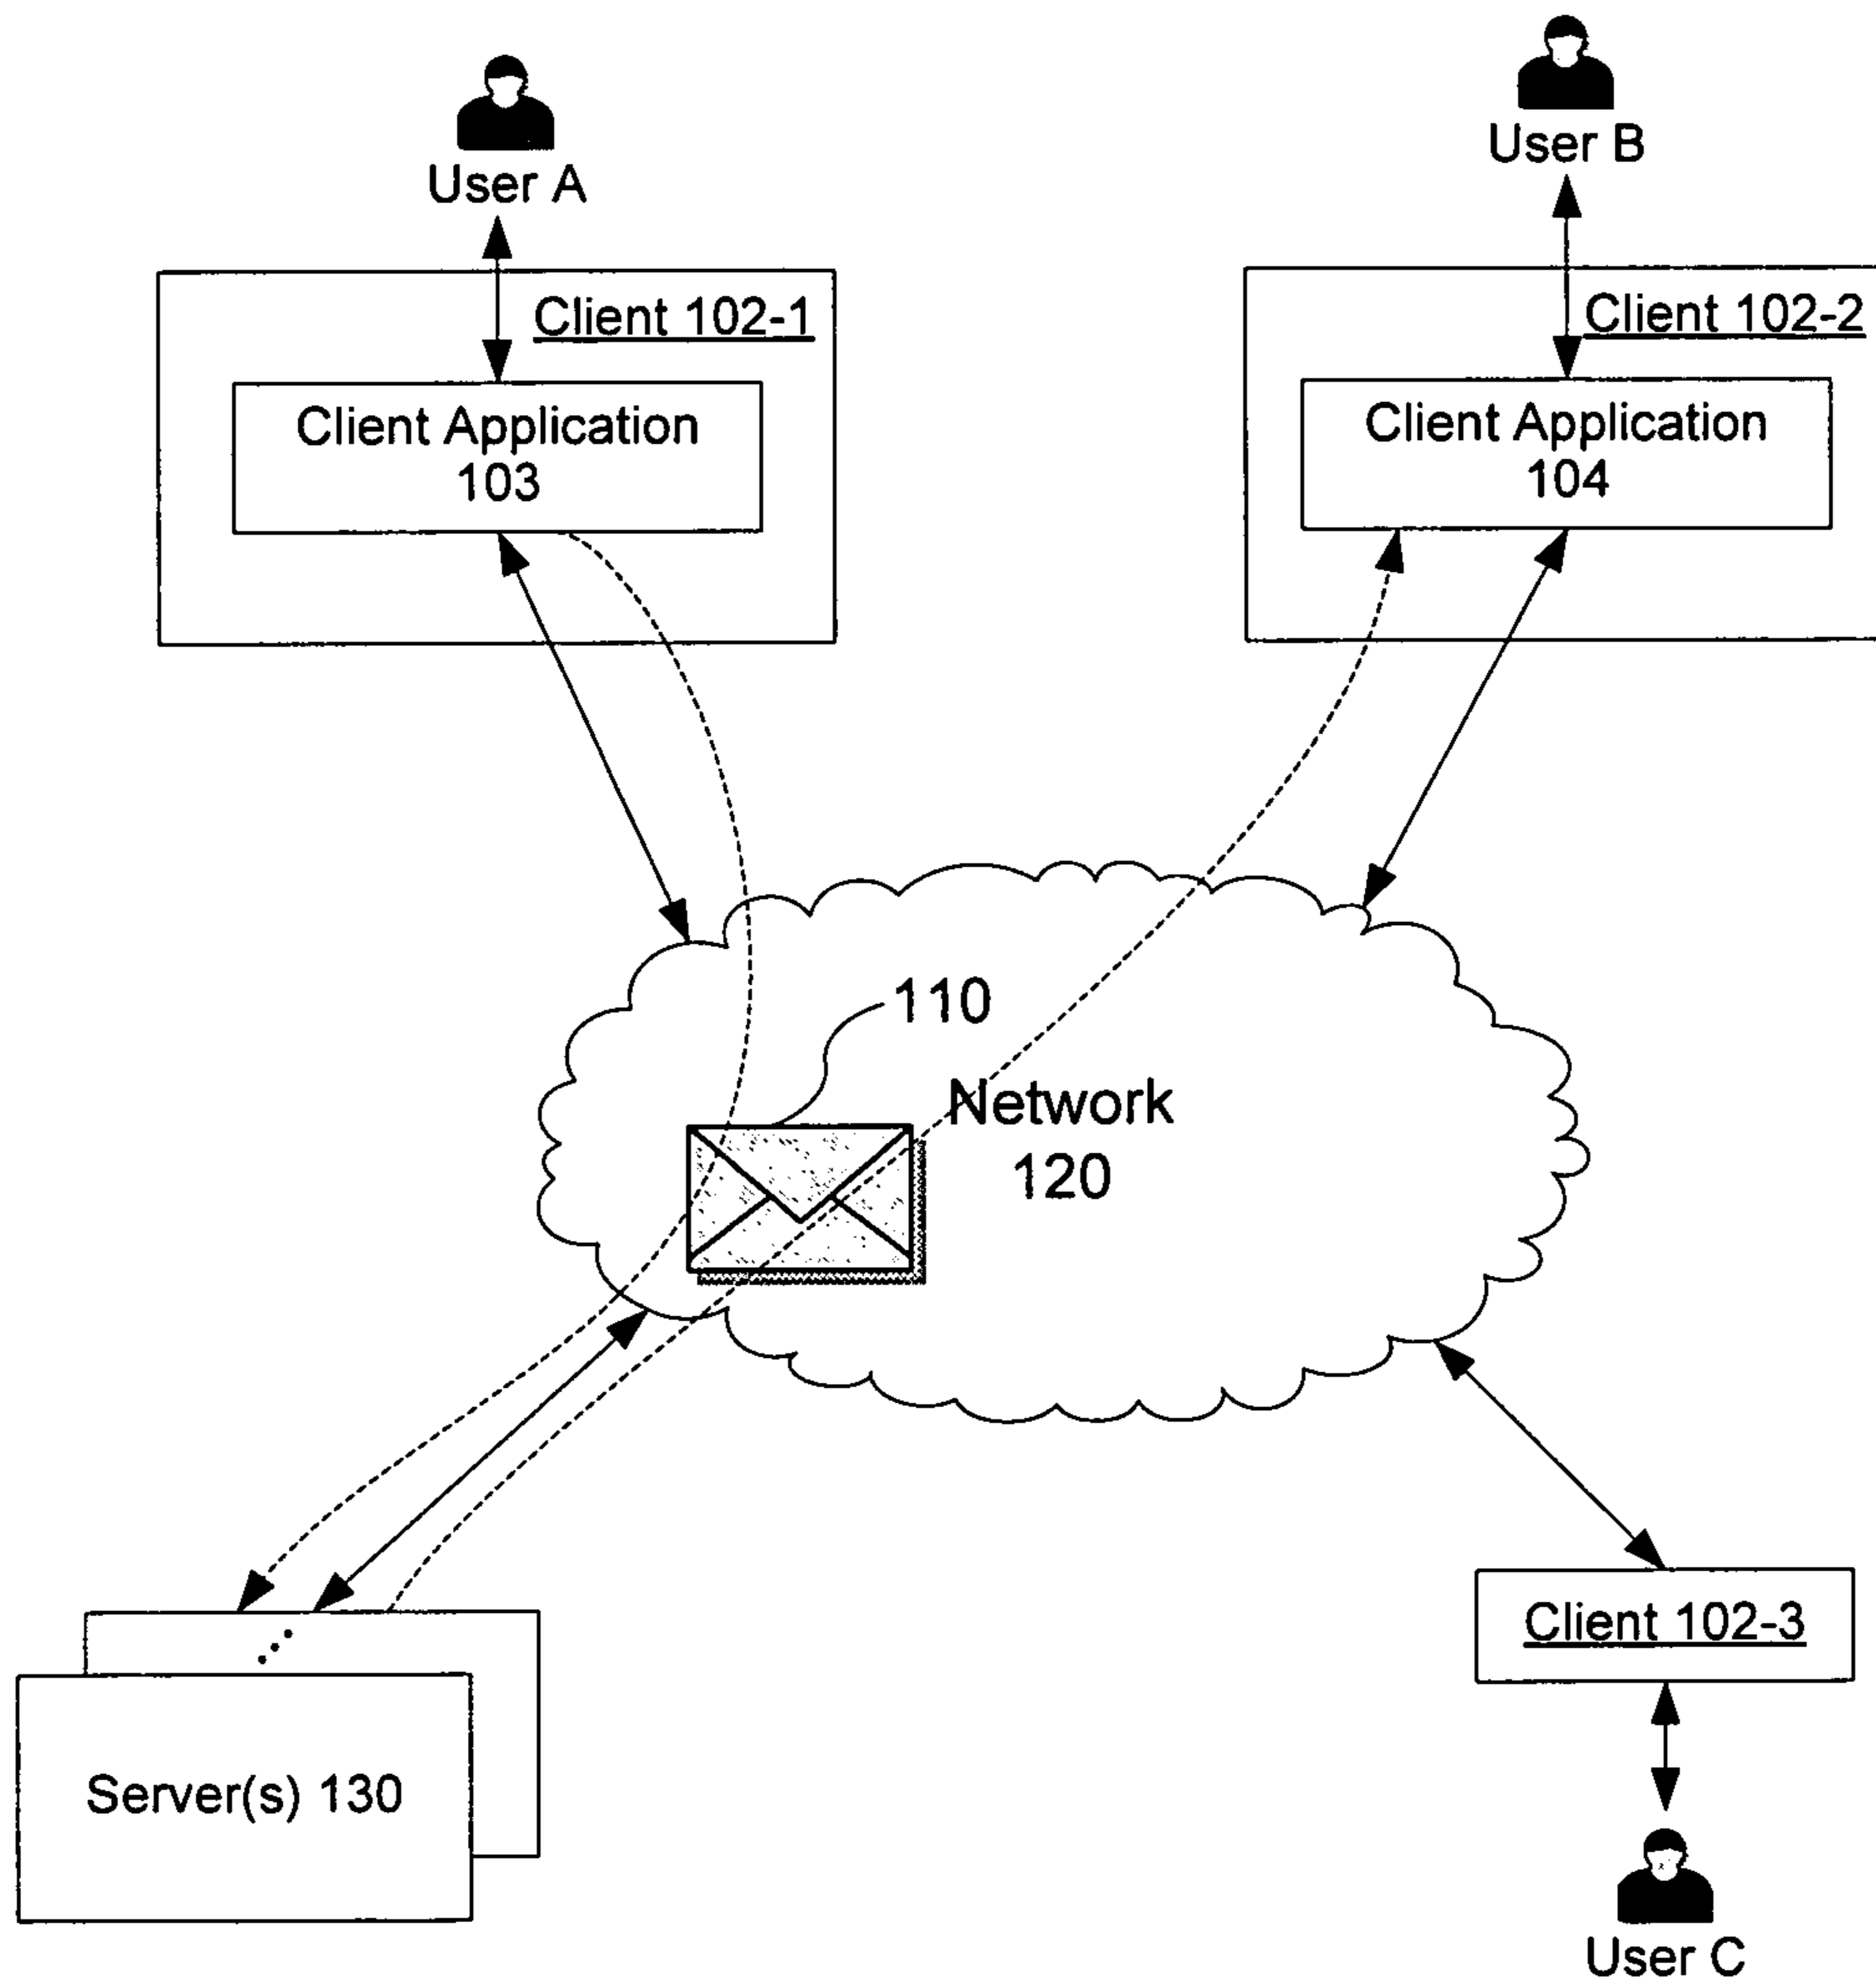 User A
User B
Client 102-1
Client 102-2
Client Application
103
Client Application
104
110
Network
120
Client 102-3
Server(s) 130
User C